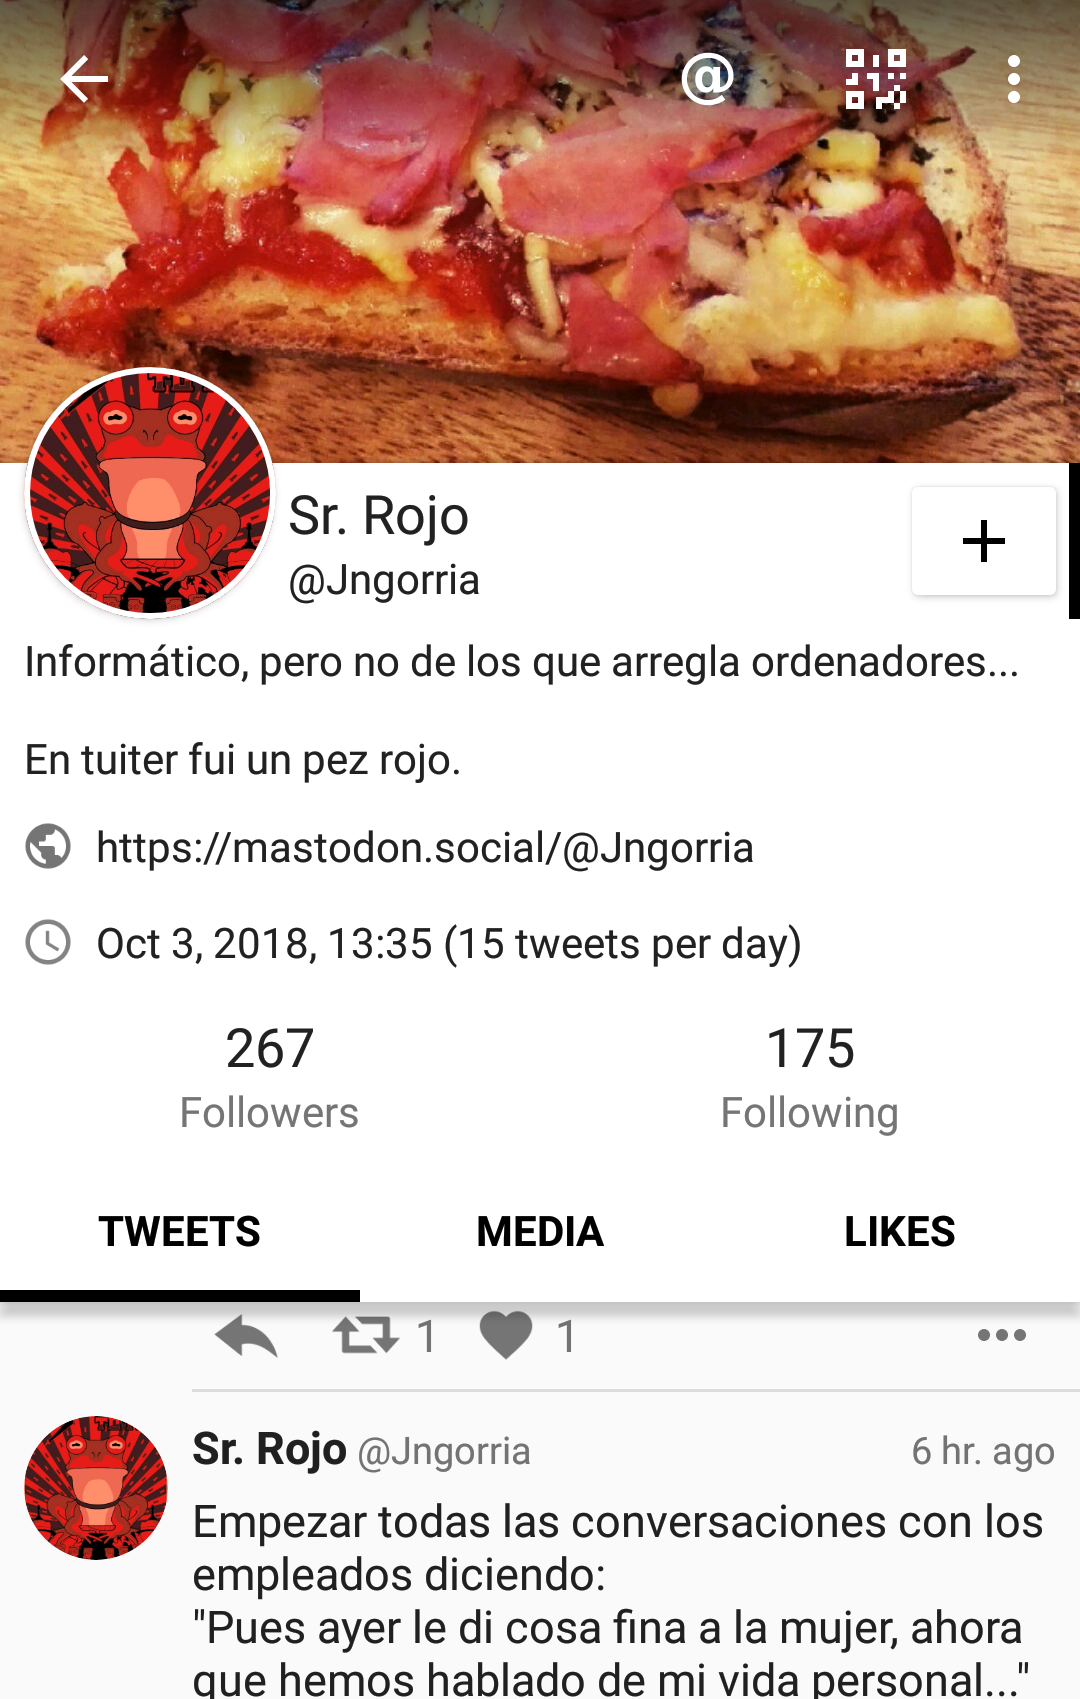 Sr. Rojo
@Jngorria
Informático, pero no de los que arregla ordenadores...
En tuiter fui un pez rojo.
https://mastodon.social/@Jngorria
Oct 3, 2018, 13:35 (15 tweets per day)
267
Followers
175
Following
TWEETS
MEDIA
LIKES
1
1
Sr. Rojo @Jngorria
6 hr. ago
Empezar todas las conversaciones con los
empleados diciendo:
"Pues ayer le di cosa fina a la mujer, ahora
que hemos hablado de mi vida personal..."